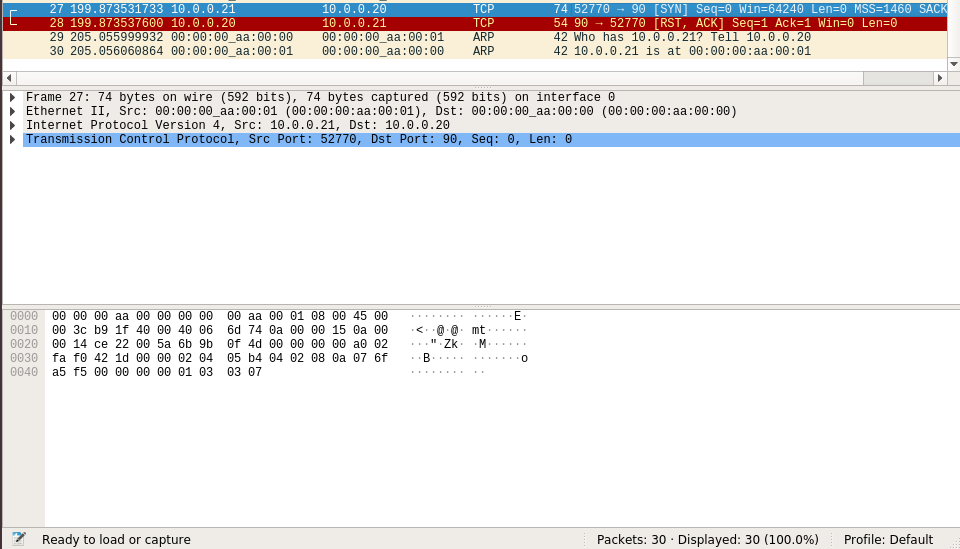 27 199.873531733 10.0.0.21 10.0.0.20 TCP 74 52770 → 90 [SYN] Seq=0 Win=64240 Len=0 MSS=1460 SACK
28 199.873537600 10.0.0.20 10.0.0.21 TCP 54 90 → 52770 [RST, ACK] Seq=1 Ack=1 Win=0 Len=0
29 205.055999932 00:00:00_aa:00:00 00:00:00_aa:00:01 ARP 42 Who has 10.0.0.21? Tell 10.0.0.20
30 205.056060864 00:00:00_aa:00:01 00:00:00_aa:00:00 ARP 42 10.0.0.21 is at 00:00:00:aa:00:01
Frame 27: 74 bytes on wire (592 bits), 74 bytes captured (592 bits) on interface 0
Ethernet II, Src: 00:00:00_aa:00:01 (00:00:00:aa:00:01), Dst: 00:00:00_aa:00:00 (00:00:00:aa:00:00)
Internet Protocol Version 4, Src: 10.0.0.21, Dst: 10.0.0.20
Transmission Control Protocol, Src Port: 52770, Dst Port: 90, Seq: 0, Len: 0
0000 00 00 00 aa 00 00 00 00 00 aa 00 01 08 00 45 00 ········ ······E·
0010 00 3c b9 1f 40 00 40 06 6d 74 0a 00 00 15 0a 00 ·<··@·@· mt······
0020 00 14 ce 22 00 5a 6b 9b 0f 4d 00 00 00 00 a0 02 ···"·Zk· ·M······
0030 fa f0 42 1d 00 00 02 04 05 b4 04 02 08 0a 07 6f ··B····· ·······o
0040 a5 f5 00 00 00 00 01 03 03 07 ········ ··
Ready to load or capture Packets: 30 · Displayed: 30 (100.0%) Profile: Default